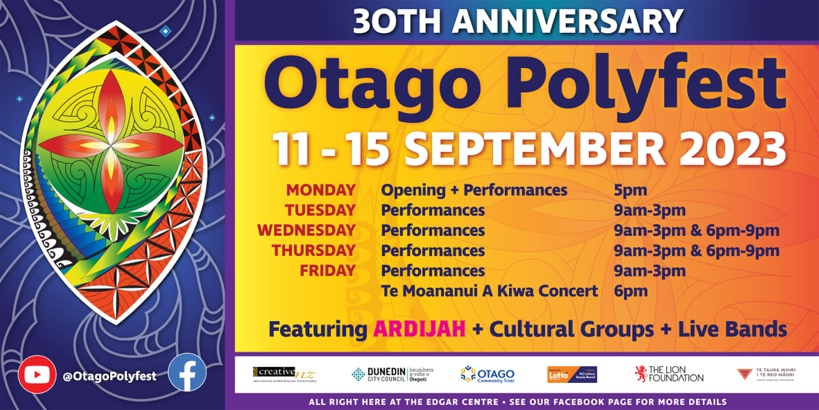 30TH ANNIVERSARY
Otago Polyfest
11 - 15 SEPTEMBER 2023
MONDAY Opening + Performances 5pm
TUESDAY Performances 9am-3pm
WEDNESDAY Performances 9am-3pm & 6pm-9pm
THURSDAY Performances 9am-3pm & 6pm-9pm
FRIDAY Performances 9am-3pm
Te Moananui A Kiwa Concert 6pm
Featuring ARDIJAH + Cultural Groups + Live Bands
@OtagoPolyfest
creative nz
DUNEDIN
CITY COUNCIL
kaunihera
a-rohe o
Ōtepoti
OTAGO
Community Trust
Lotto
THE LION
FOUNDATION
TE TAURA WHIRI
I TE REO MĀORI
ALL RIGHT HERE AT THE EDGAR CENTRE • SEE OUR FACEBOOK PAGE FOR MORE DETAILS